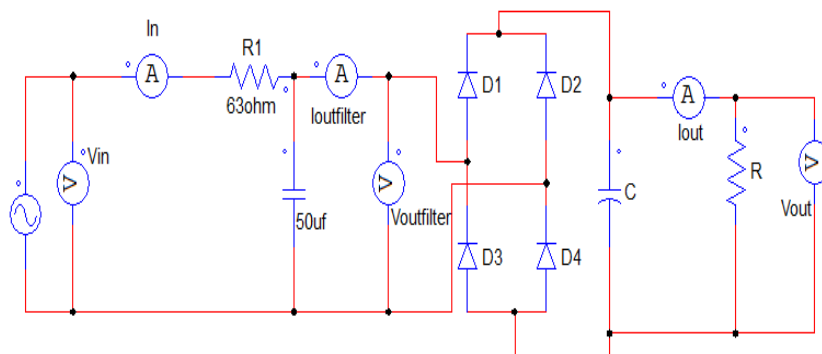 In
A
R1
63ohm
A
Ioutfilter
Vin
V
50uf
V
Voutfilter
D1
D2
D3
D4
C
A
Iout
R
V
Vout